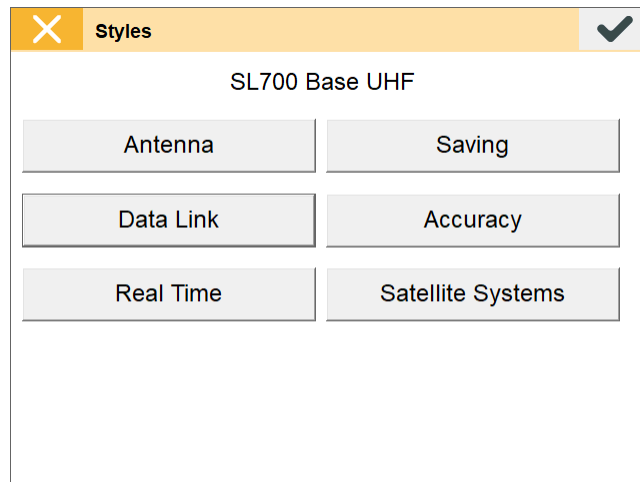 Styles
SL700 Base UHF
Antenna
Saving
Data Link
Accuracy
Real Time
Satellite Systems